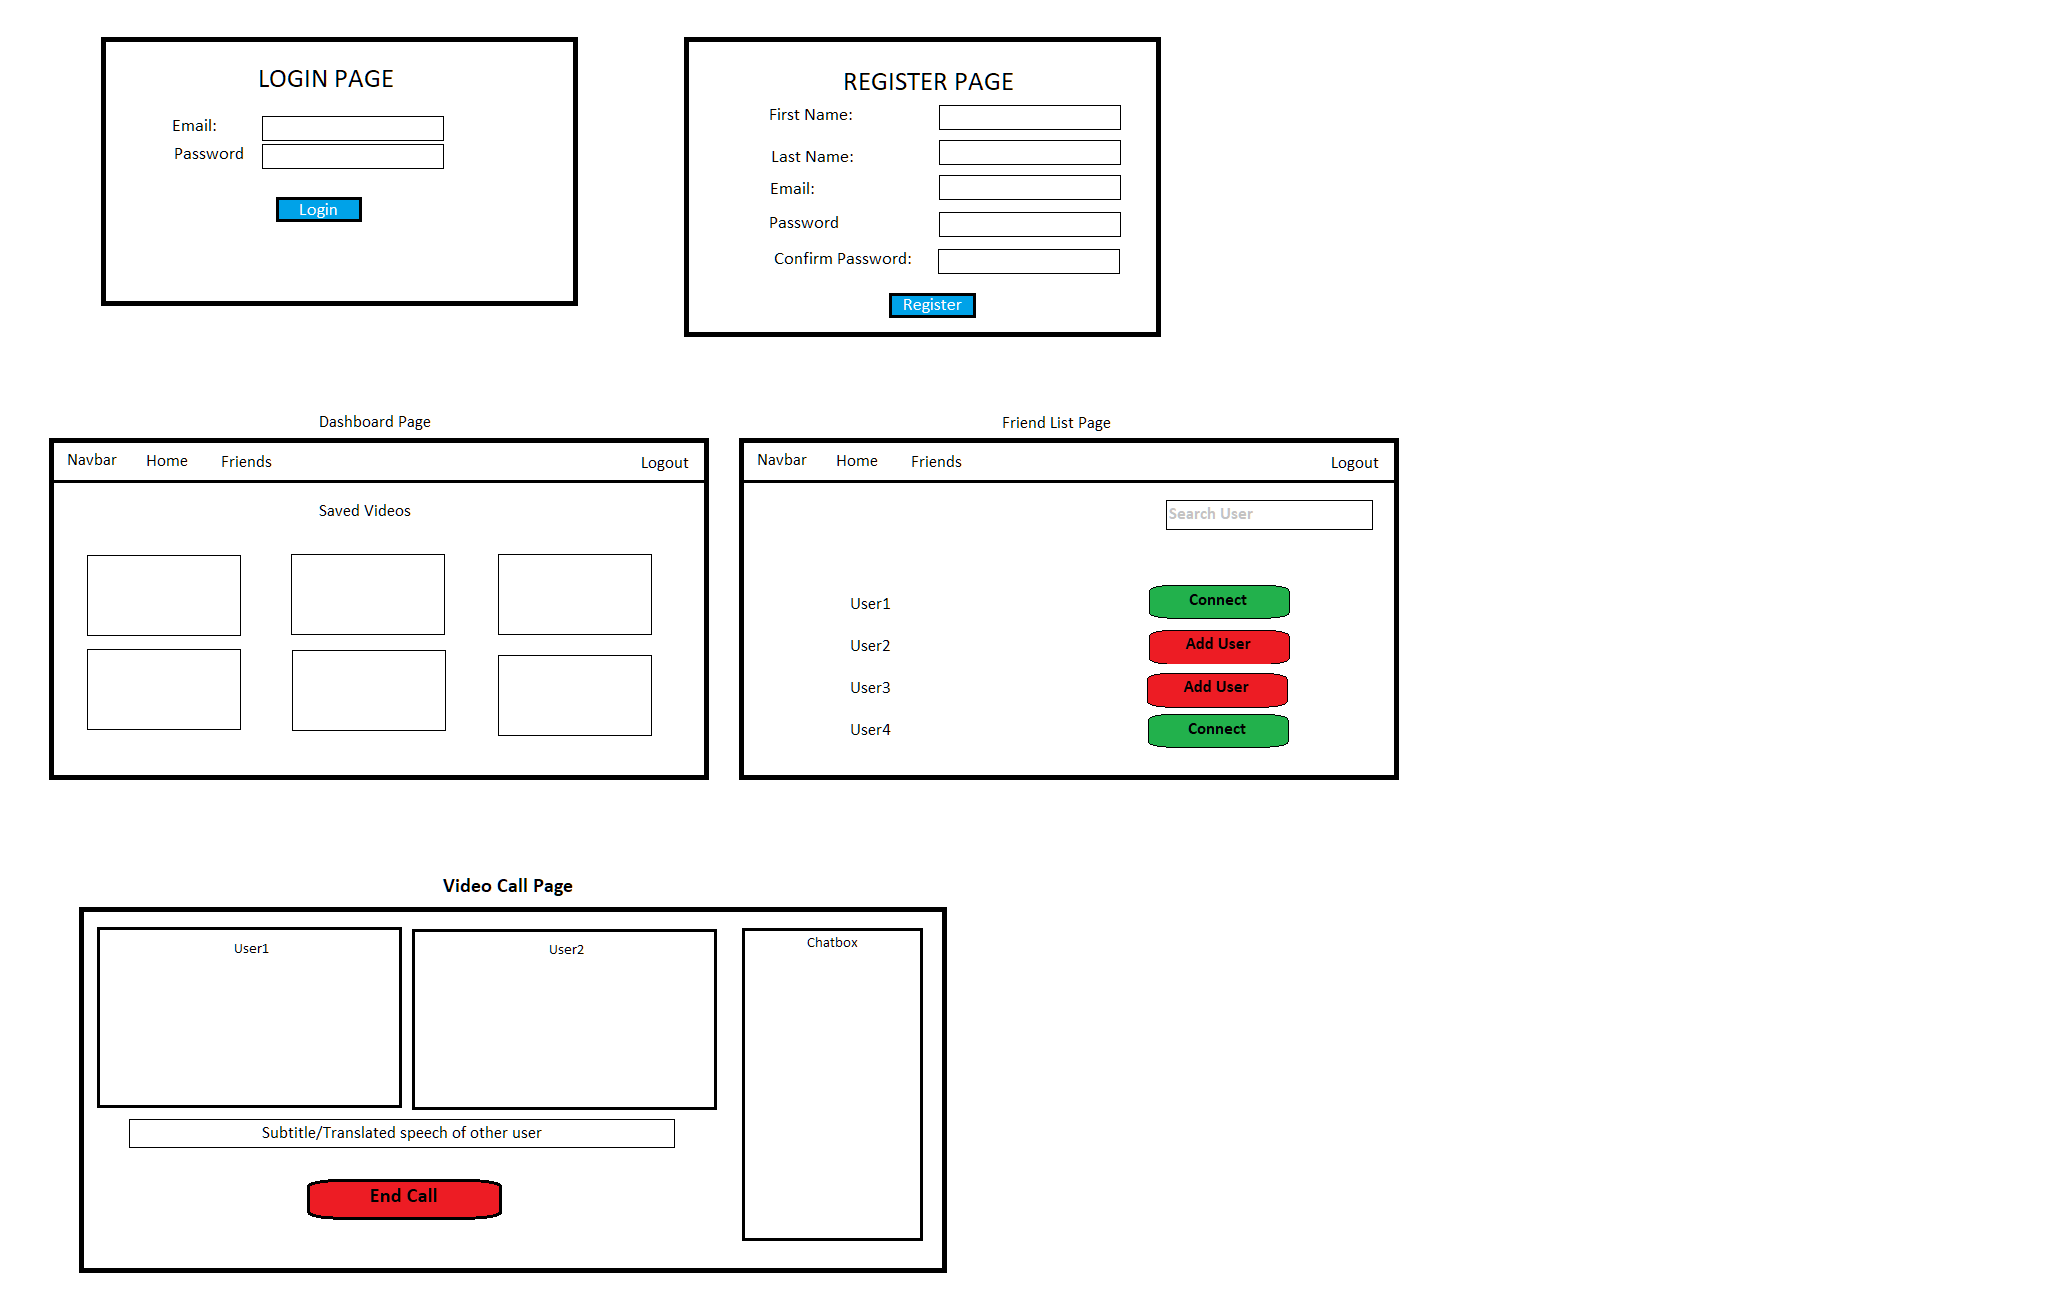 LOGIN PAGE
Email:
Password
Login
REGISTER PAGE
First Name:
Last Name:
Email:
Password
Confirm Password:
Register
Dashboard Page
Navbar Home Friends Logout
Saved Videos
Friend List Page
Navbar Home Friends Logout
Search User
User1 Connect
User2 Add User
User3 Add User
User4 Connect
Video Call Page
User1
User2
Chatbox
Subtitle/Translated speech of other user
End Call